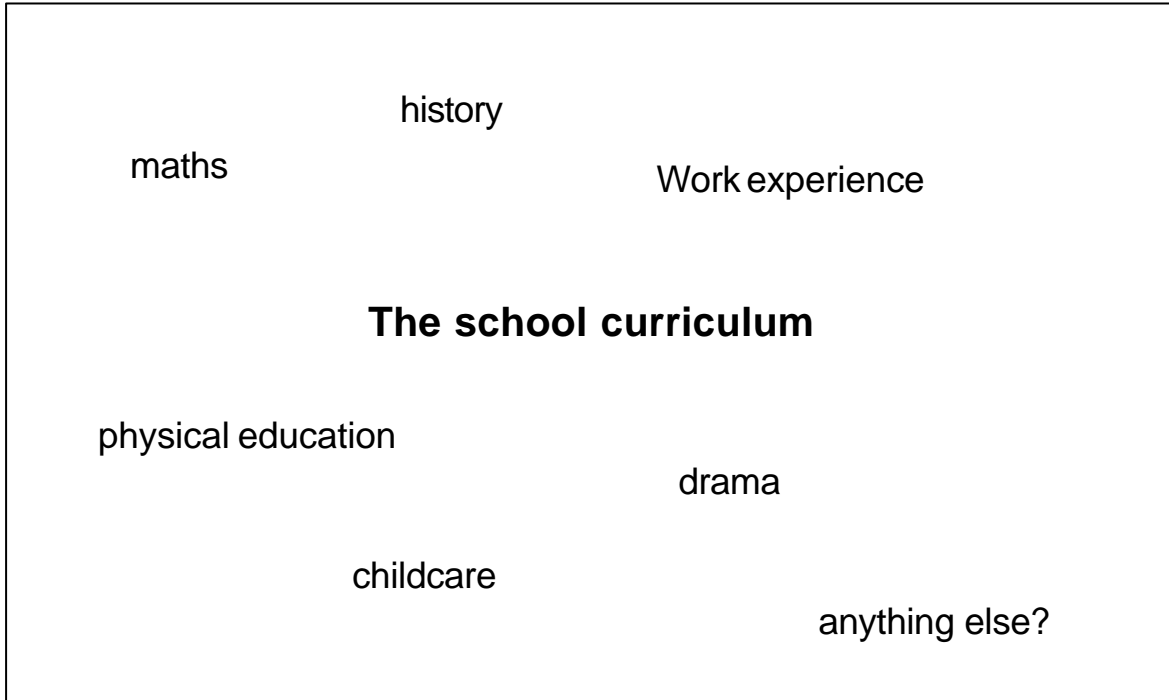 history
maths
Work experience
The school curriculum
physical education
drama
childcare
anything else?